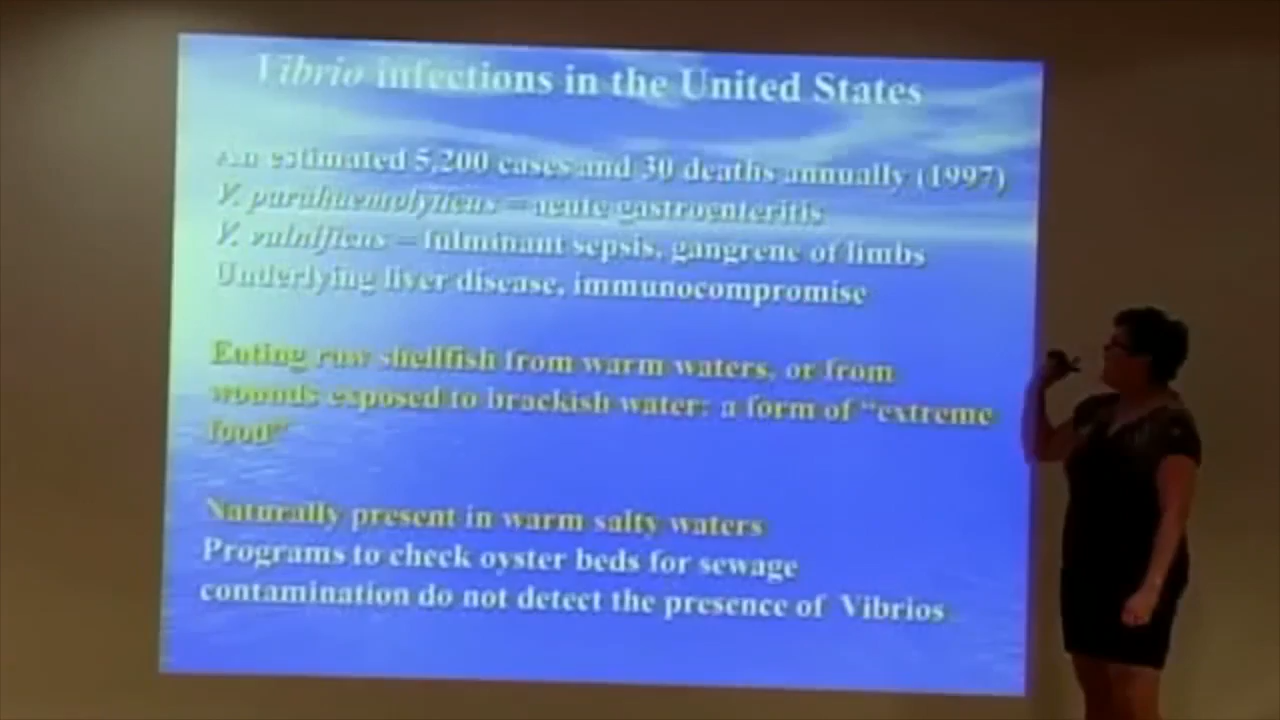 Vibrio infections in the United States
An estimated 5,200 cases and 30 deaths annually (1997)
V. parahaemolyticus = acute gastroenteritis
V. vulnificus = fulminant sepsis, gangrene of limbs
Underlying liver disease, immunocompromise
Eating raw shellfish from warm waters, or from
wounds exposed to brackish water: a form of “extreme
food”
Naturally present in warm salty waters
Programs to check oyster beds for sewage
contamination do not detect the presence of Vibrios